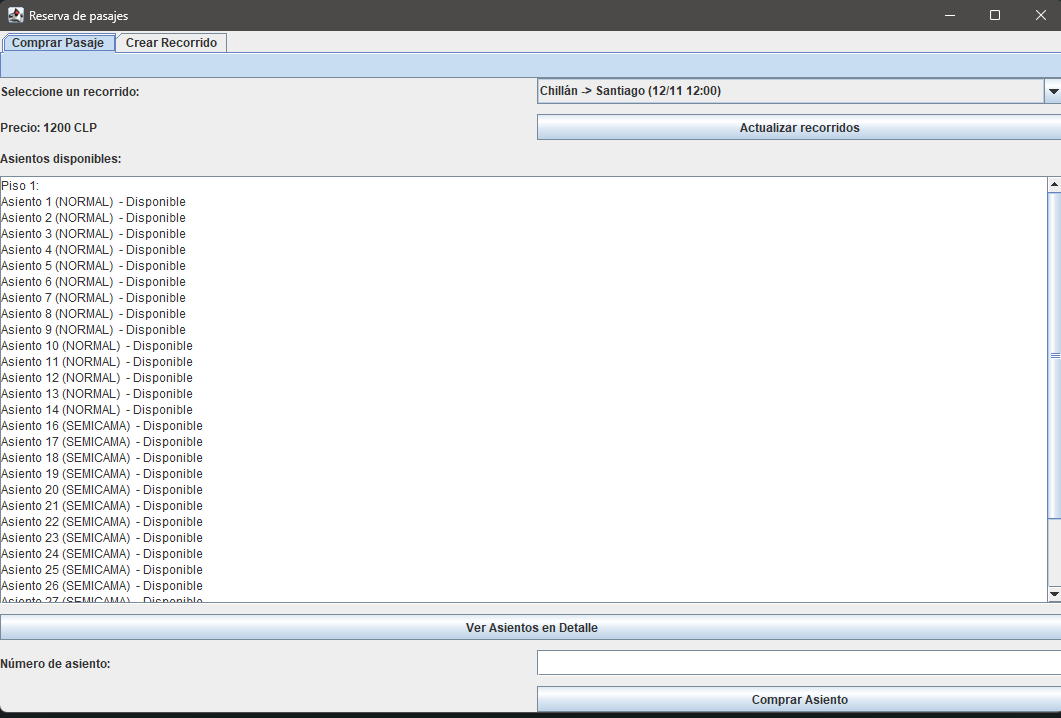 Reserva de pasajes
Comprar Pasaje
Crear Recorrido
Seleccione un recorrido:
Chillán -> Santiago (12/11 12:00)
Precio: 1200 CLP
Actualizar recorridos
Asientos disponibles:
Piso 1:
Asiento 1 (NORMAL) - Disponible
Asiento 2 (NORMAL) - Disponible
Asiento 3 (NORMAL) - Disponible
Asiento 4 (NORMAL) - Disponible
Asiento 5 (NORMAL) - Disponible
Asiento 6 (NORMAL) - Disponible
Asiento 7 (NORMAL) - Disponible
Asiento 8 (NORMAL) - Disponible
Asiento 9 (NORMAL) - Disponible
Asiento 10 (NORMAL) - Disponible
Asiento 11 (NORMAL) - Disponible
Asiento 12 (NORMAL) - Disponible
Asiento 13 (NORMAL) - Disponible
Asiento 14 (NORMAL) - Disponible
Asiento 16 (SEMICAMA) - Disponible
Asiento 17 (SEMICAMA) - Disponible
Asiento 18 (SEMICAMA) - Disponible
Asiento 19 (SEMICAMA) - Disponible
Asiento 20 (SEMICAMA) - Disponible
Asiento 21 (SEMICAMA) - Disponible
Asiento 22 (SEMICAMA) - Disponible
Asiento 23 (SEMICAMA) - Disponible
Asiento 24 (SEMICAMA) - Disponible
Asiento 25 (SEMICAMA) - Disponible
Asiento 26 (SEMICAMA) - Disponible
Asiento 27 (SEMICAMA) - Disponible
Ver Asientos en Detalle
Número de asiento:
Comprar Asiento